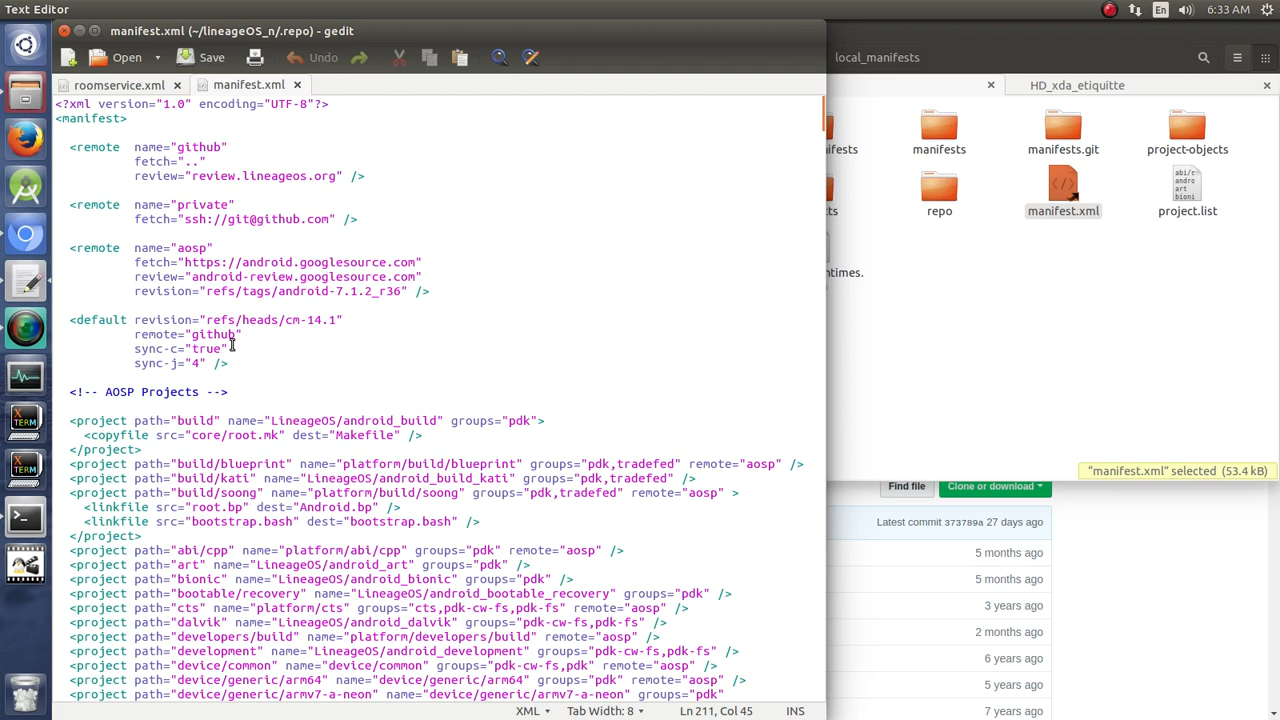 Text Editor
En
6:33 AM
manifest.xml (~/lineageOS_n/.repo) - gedit
Open
Save
Undo
roomservice.xml
manifest.xml
<?xml version="1.0" encoding="UTF-8"?>
<manifest>
<remote name="github"
fetch=".."
review="review.lineageos.org" />
<remote name="private"
fetch="ssh://git@github.com" />
<remote name="aosp"
fetch="https://android.googlesource.com"
review="android-review.googlesource.com"
revision="refs/tags/android-7.1.2_r36" />
<default revision="refs/heads/cm-14.1"
remote="github"
sync-c="true"
sync-j="4" />
<!-- AOSP Projects -->
<project path="build" name="LineageOS/android_build" groups="pdk">
<copyfile src="core/root.mk" dest="Makefile" />
</project>
<project path="build/blueprint" name="platform/build/blueprint" groups="pdk,tradefed" remote="aosp" />
<project path="build/kati" name="LineageOS/android_build_kati" groups="pdk,tradefed" />
<project path="build/soong" name="platform/build/soong" groups="pdk,tradefed" remote="aosp" >
<linkfile src="root.bp" dest="Android.bp" />
<linkfile src="bootstrap.bash" dest="bootstrap.bash" />
</project>
<project path="abi/cpp" name="platform/abi/cpp" groups="pdk" remote="aosp" />
<project path="art" name="LineageOS/android_art" groups="pdk" />
<project path="bionic" name="LineageOS/android_bionic" groups="pdk" />
<project path="bootable/recovery" name="LineageOS/android_bootable_recovery" groups="pdk" />
<project path="cts" name="platform/cts" groups="cts,pdk-cw-fs,pdk-fs" remote="aosp" />
<project path="dalvik" name="LineageOS/android_dalvik" groups="pdk-cw-fs,pdk-fs" />
<project path="developers/build" name="platform/developers/build" remote="aosp" />
<project path="development" name="LineageOS/android_development" groups="pdk-cw-fs,pdk-fs" />
<project path="device/common" name="device/common" groups="pdk-cw-fs,pdk" remote="aosp" />
<project path="device/generic/arm64" name="device/generic/arm64" groups="pdk" remote="aosp" />
<project path="device/generic/armv7-a-neon" name="device/generic/armv7-a-neon" groups="pdk"
XML
Tab Width: 8
Ln 211, Col 45
INS
local_manifests
HD_xda_etiquitte
nifests
manifests
manifests.git
project-objects
abi/c
andro
art
bioni
cts
repo
manifest.xml
project.list
ntimes.
"manifest.xml" selected (53.4 kB)
Find file
Clone or download
Latest commit 373789a 27 days ago
5 months ago
5 months ago
3 years ago
2 months ago
6 years ago
5 years ago
7 years ago
TERM
TERM